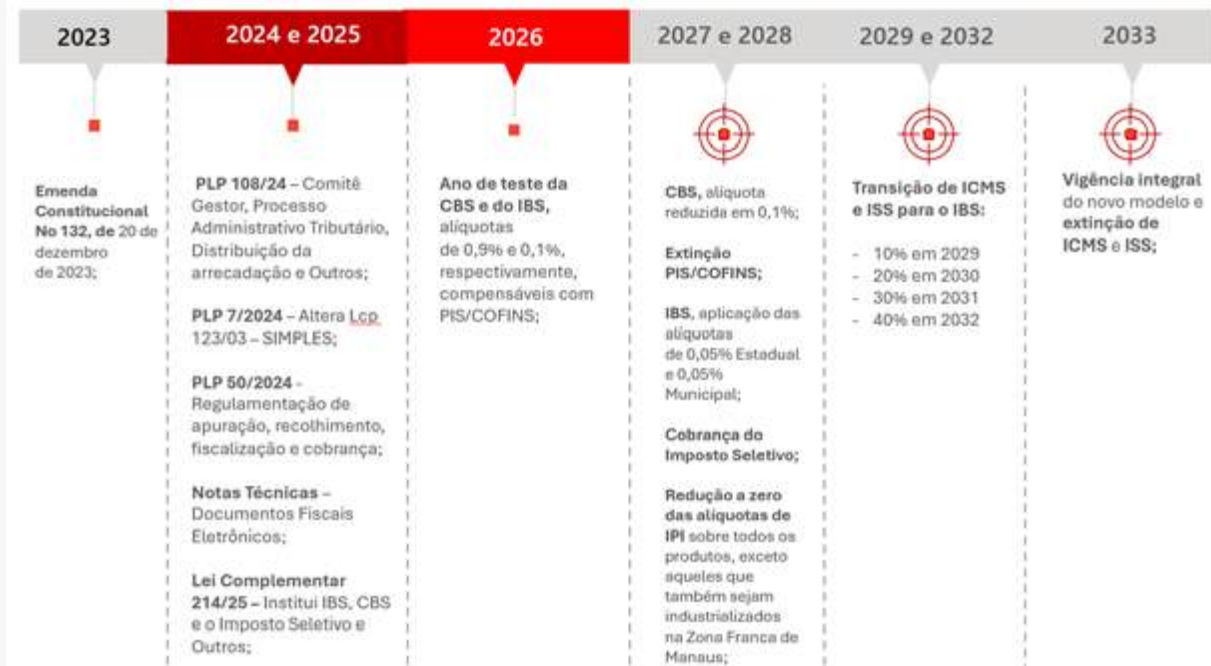 2023
2024 e 2025
2026
2027 e 2028
2029 e 2032
2033
Emenda
Constitucional
No 132, de 20 de
dezembro
de 2023;
PLP 108/24 – Comitê
Gestor, Processo
Administrativo Tributário,
Distribuição da
arrecadação e Outros;
PLP 7/2024 – Altera Lcp
123/03 – SIMPLES;
PLP 50/2024 -
Regulamentação de
apuração, recolhimento,
fiscalização e cobrança;
Notas Técnicas –
Documentos Fiscais
Eletrônicos;
Lei Complementar
214/25 – Institui IBS, CBS
e o Imposto Seletivo e
Outros;
Ano de teste da
CBS e do IBS,
alíquotas
de 0,9% e 0,1%,
respectivamente,
compensáveis com
PIS/COFINS;
CBS, alíquota
reduzida em 0,1%;
Extinção
PIS/COFINS;
IBS, aplicação das
alíquotas
de 0,05% Estadual
e 0,05%
Municipal;
Cobrança do
Imposto Seletivo;
Redução a zero
das alíquotas de
IPI sobre todos os
produtos, exceto
aqueles que
também sejam
industrializados
na Zona Franca de
Manaus;
Transição de ICMS
e ISS para o IBS:
- 10% em 2029
- 20% em 2030
- 30% em 2031
- 40% em 2032
Vigência integral
do novo modelo e
extinção de
ICMS e ISS;